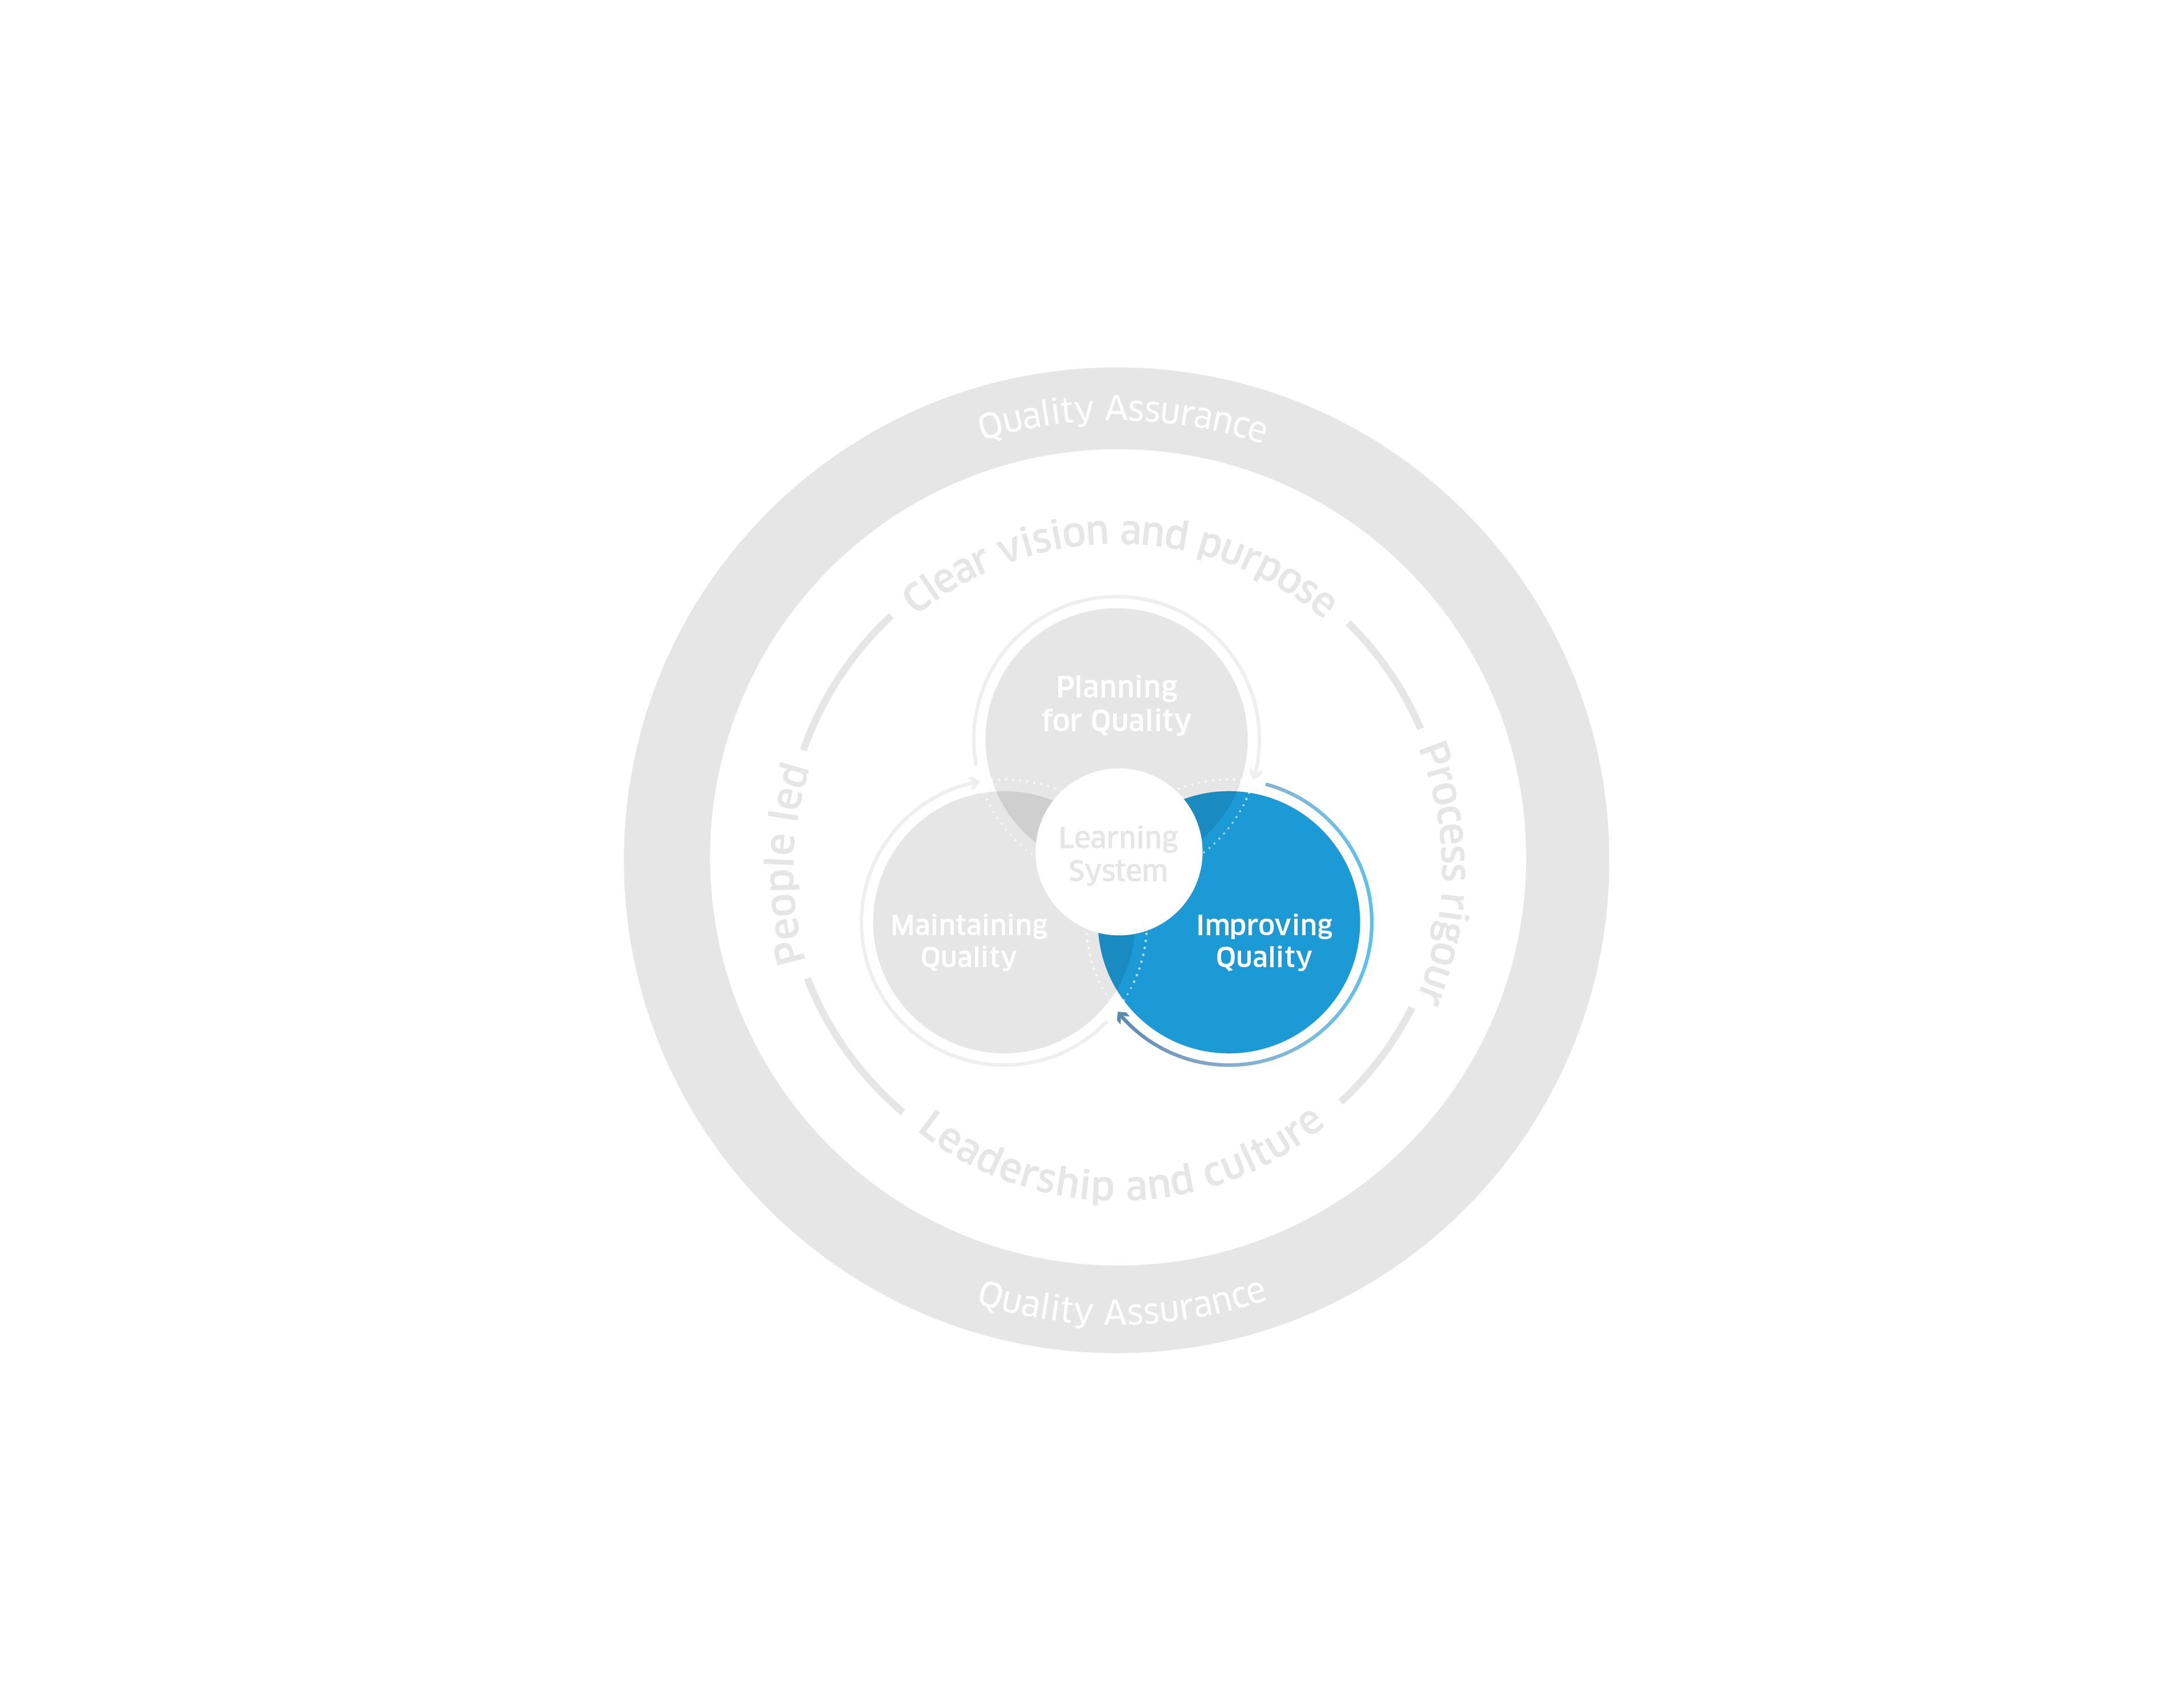 Quality Assurance
Clear vision and purpose
Planning
for Quality
People led
Process rigour
Learning
System
Maintaining
Quality
Improving
Quality
Leadership and culture
Quality Assurance